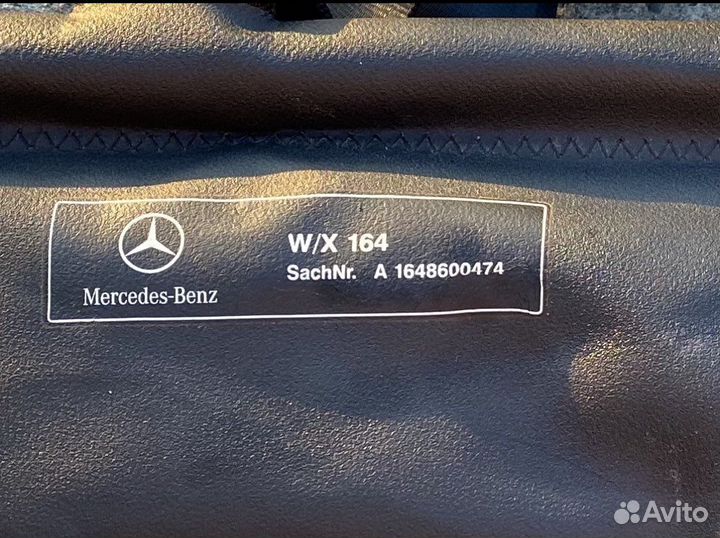 W/X 164
SachNr. A 1648600474
Mercedes-Benz
Avito